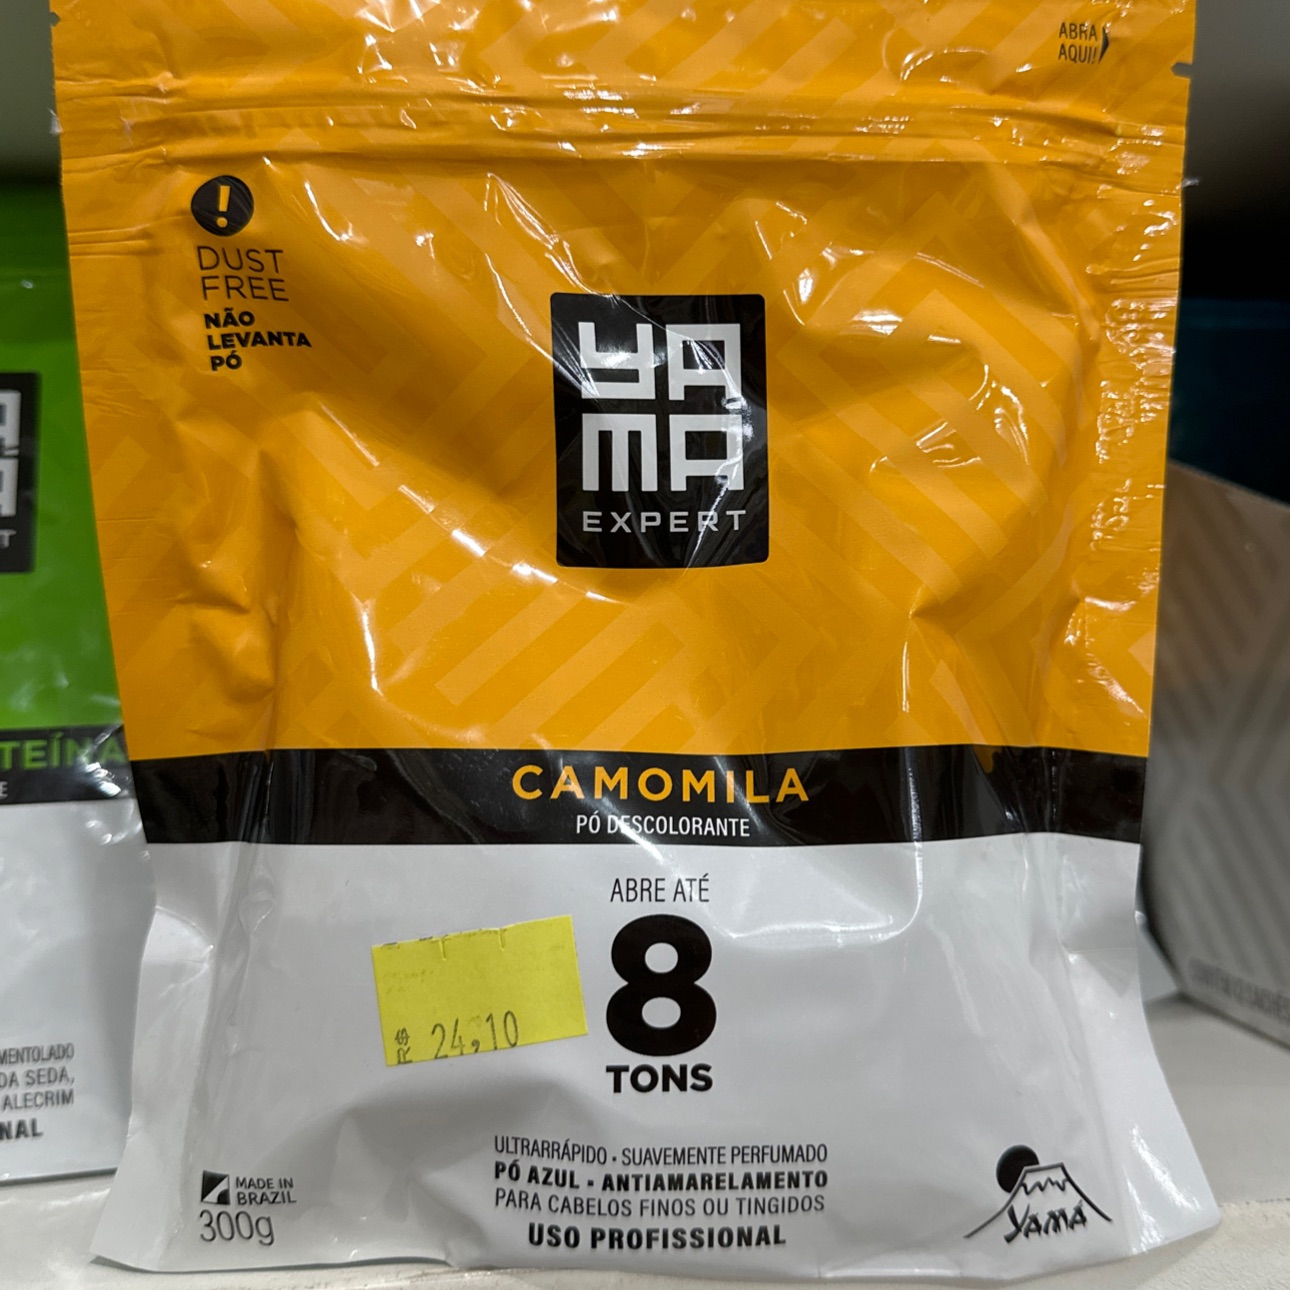 ABRA
AQUI!
!
DUST
FREE
NÃO
LEVANTA
PÓ
YA
MA
EXPERT
CAMOMILA
PÓ DESCOLORANTE
ABRE ATÉ
8
TONS
R$ 24,10
ULTRARRÁPIDO • SUAVEMENTE PERFUMADO
PÓ AZUL - ANTIAMARELAMENTO
PARA CABELOS FINOS OU TINGIDOS
USO PROFISSIONAL
MADE IN
BRAZIL
300g
YAMA
TEÍNA
E
MENTOLADO
DA SEDA,
ALECRIM
NAL